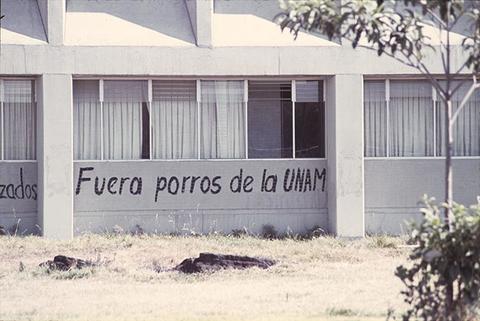 zados Fuera porros de la UNAM